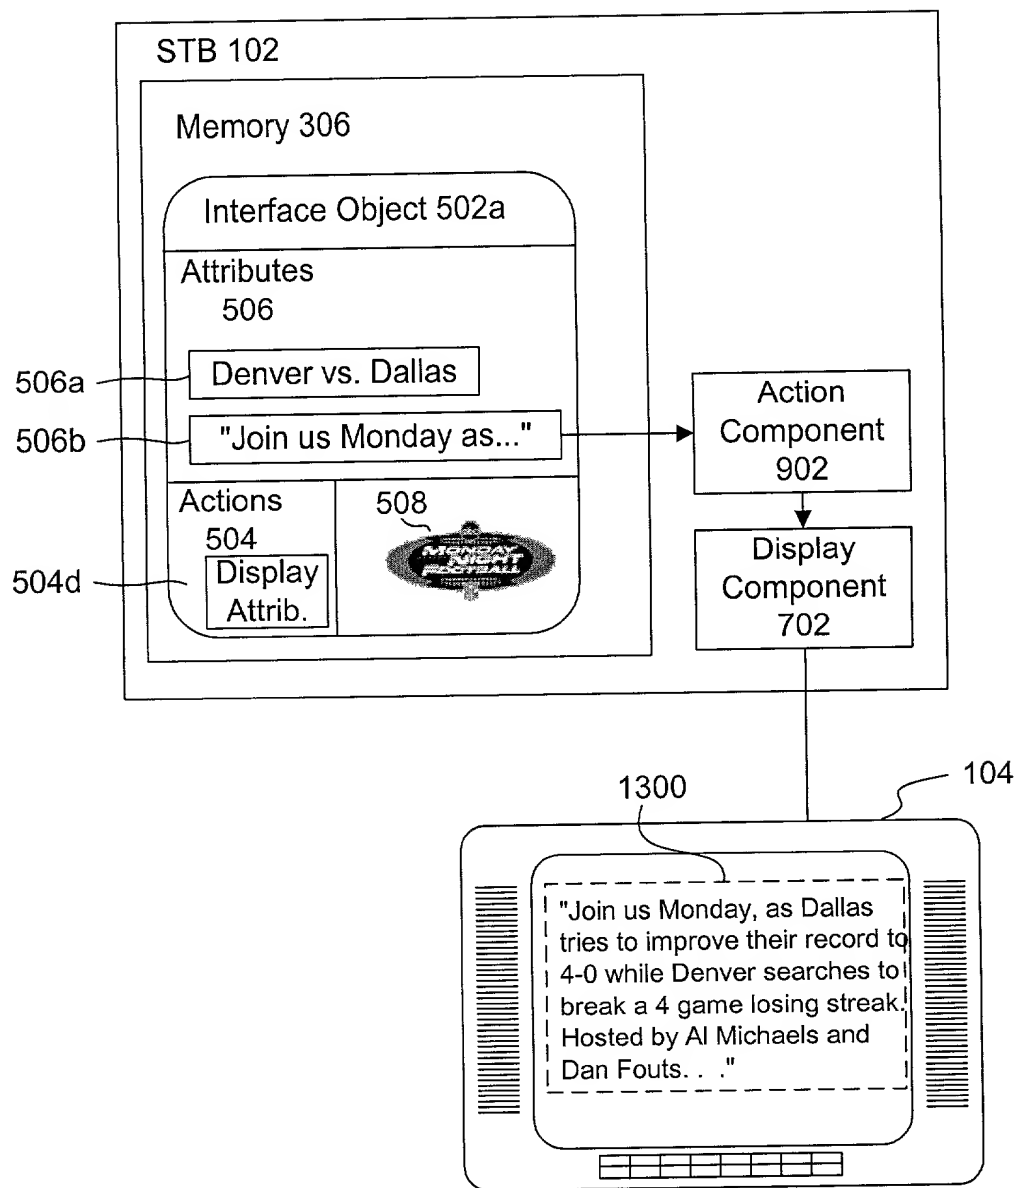 STB 102
Memory 306
Interface Object 502a
Attributes
506
506a
Denver vs. Dallas
506b
"Join us Monday as..."
Action
Component
902
Actions
504
504d
Display
Attrib.
508
MONDAY
NIGHT
FOOTBALL
Display
Component
702
1300
104
"Join us Monday, as Dallas
tries to improve their record to
4-0 while Denver searches to
break a 4 game losing streak.
Hosted by Al Michaels and
Dan Fouts. . ."